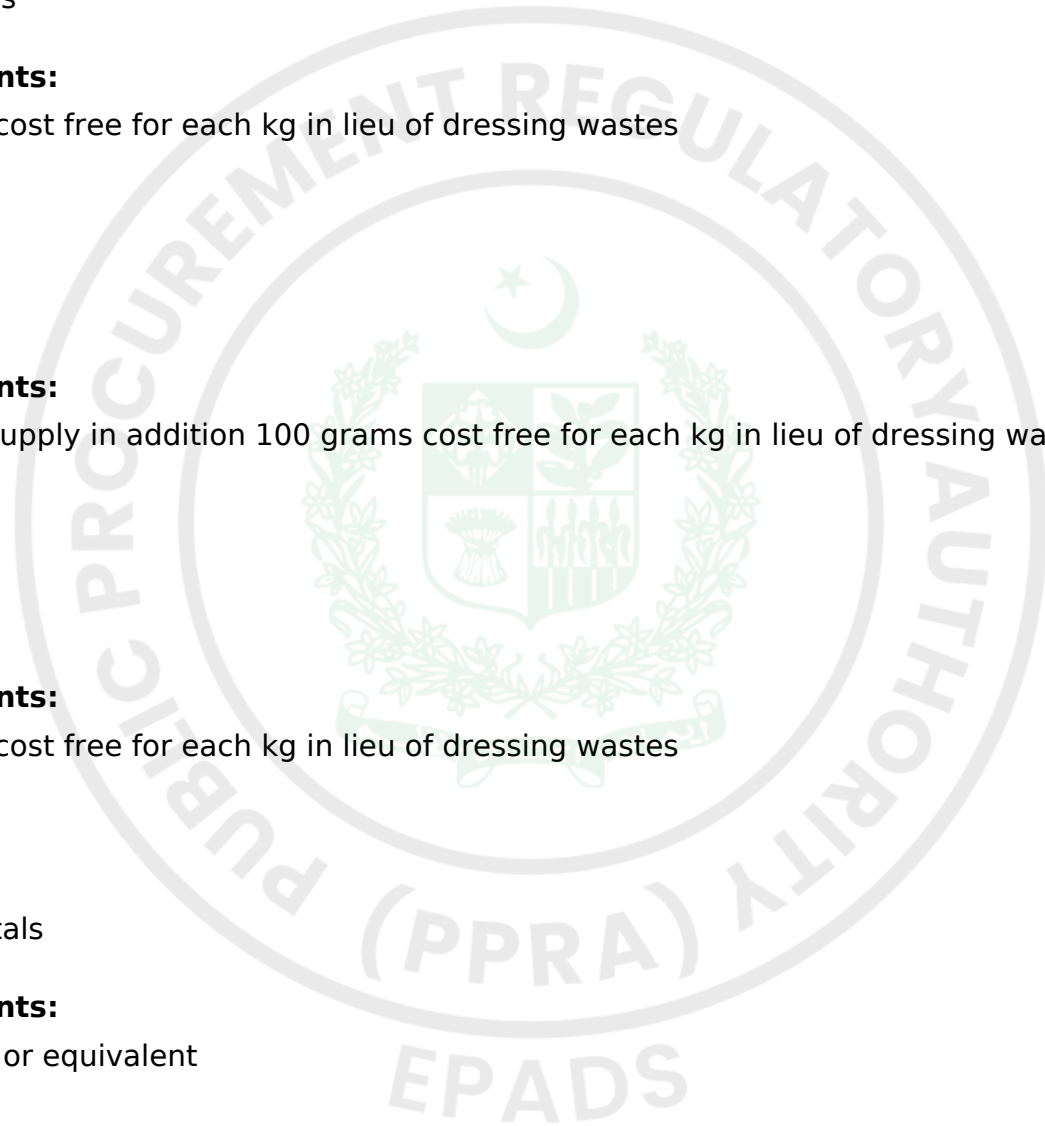 s
nts:
cost free for each kg in lieu of dressing wastes
nts:
upply in addition 100 grams cost free for each kg in lieu of dressing wa
nts:
cost free for each kg in lieu of dressing wastes
tals
nts:
or equivalent
PUBLIC PROCUREMENT REGULATORY AUTHORITY
(PPRA)
EPADS